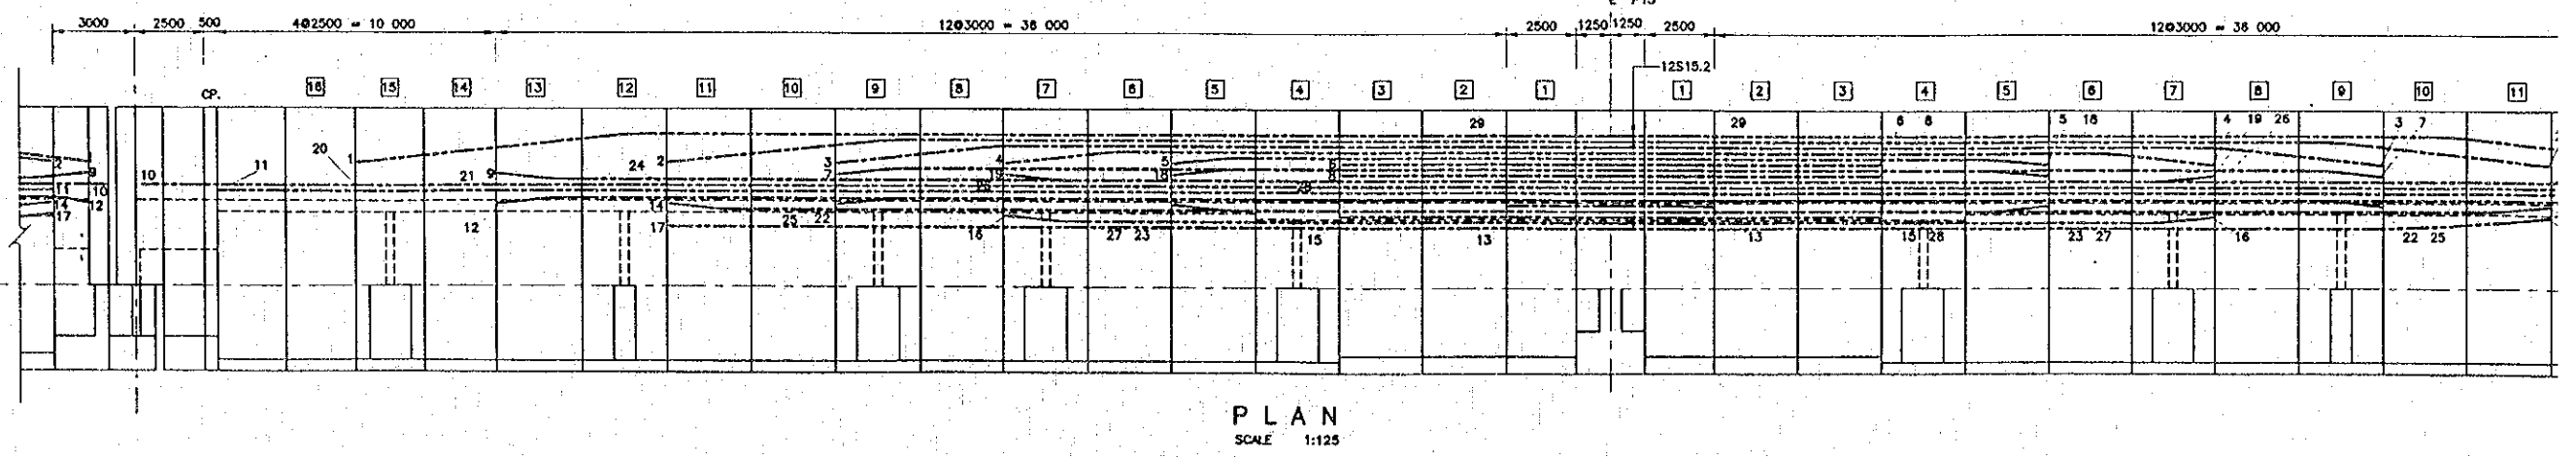 3000 2500 500 4@2500 = 10 000 12@3000 = 36 000 2500 1250 1250 2500 12@3000 = 36 000
12S15.2
CP. 16 15 14 13 12 11 10 9 8 7 6 5 4 3 2 1 1 2 3 4 5 6 7 8 9 10 11
29 29 6 8 5 18 4 19 26 3 7
20 1 24 2 3 4 5 6
2 9 10 11 21 9 7 19 18 8
11 10
14 12 14
17 12 17 25 22 16 27 23 15 13 13 15 28 23 27 16 22 25
PLAN
SCALE 1:125